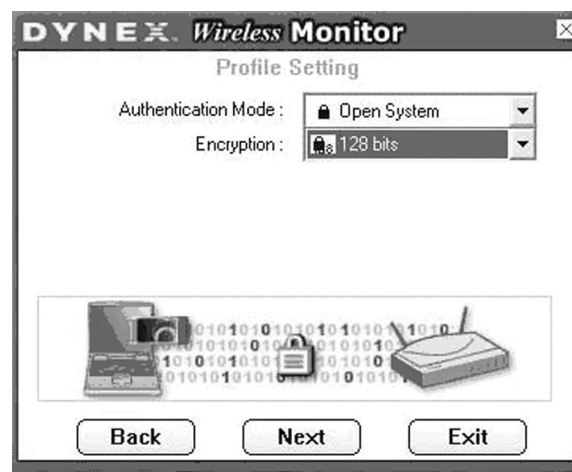 DYNEX Wireless Monitor
Profile Setting
Authentication Mode : Open System
Encryption : 128 bits
Back Next Exit